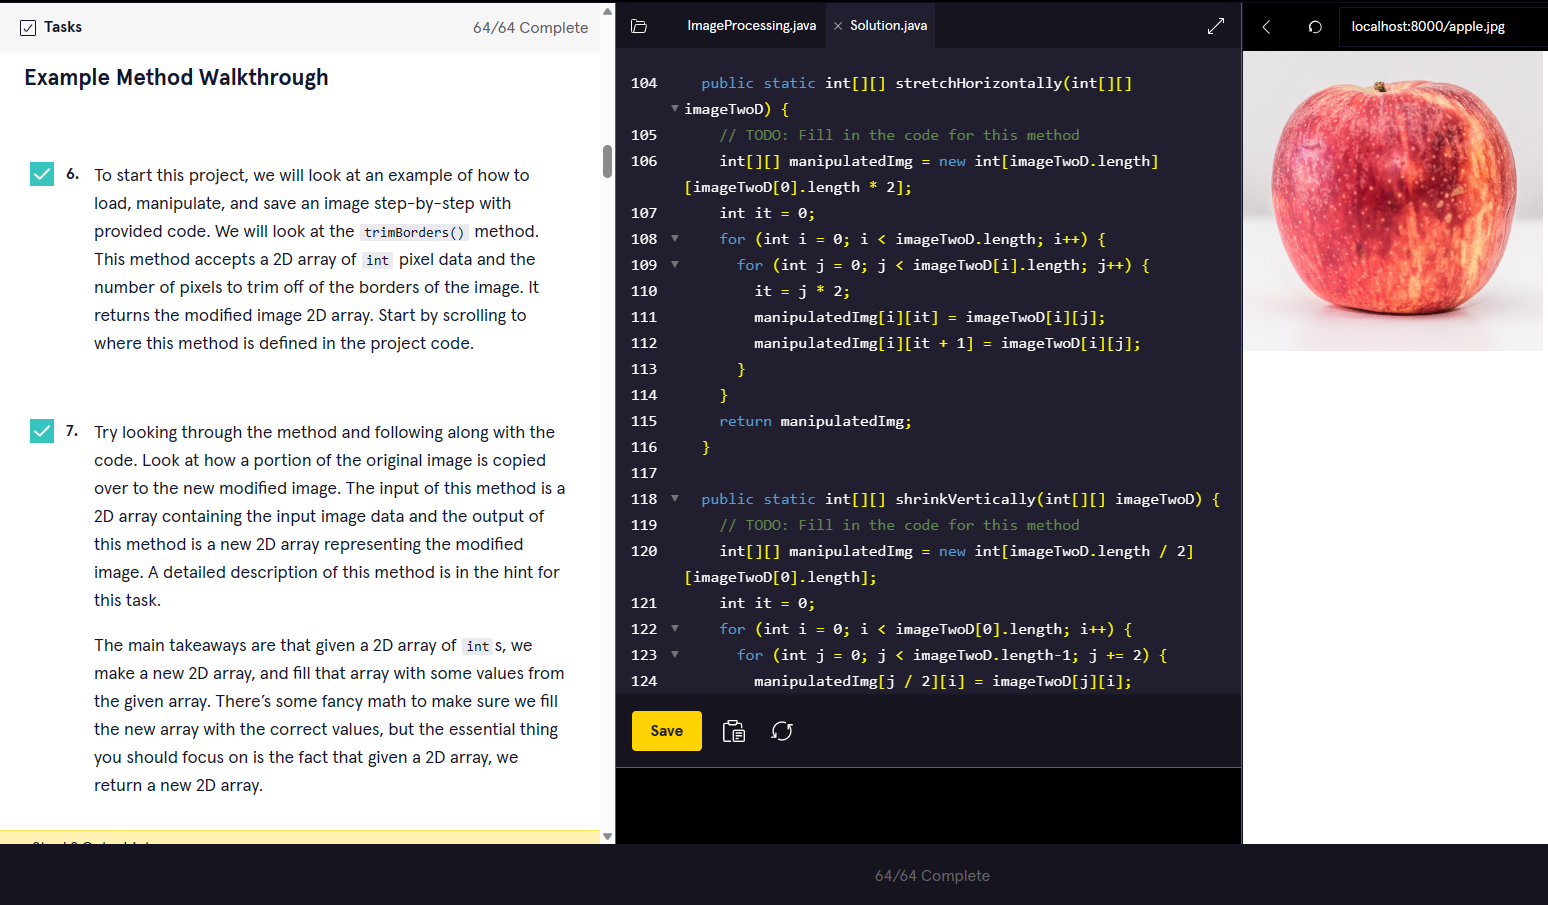 Tasks
64/64 Complete
Example Method Walkthrough
6. To start this project, we will look at an example of how to
load, manipulate, and save an image step-by-step with
provided code. We will look at the trimBorders() method.
This method accepts a 2D array of int pixel data and the
number of pixels to trim off of the borders of the image. It
returns the modified image 2D array. Start by scrolling to
where this method is defined in the project code.
7. Try looking through the method and following along with the
code. Look at how a portion of the original image is copied
over to the new modified image. The input of this method is a
2D array containing the input image data and the output of
this method is a new 2D array representing the modified
image. A detailed description of this method is in the hint for
this task.
The main takeaways are that given a 2D array of int s, we
make a new 2D array, and fill that array with some values from
the given array. There’s some fancy math to make sure we fill
the new array with the correct values, but the essential thing
you should focus on is the fact that given a 2D array, we
return a new 2D array.
ImageProcessing.java
Solution.java
104 public static int[][] stretchHorizontally(int[][]
imageTwoD) {
105 // TODO: Fill in the code for this method
106 int[][] manipulatedImg = new int[imageTwoD.length]
[imageTwoD[0].length * 2];
107 int it = 0;
108 for (int i = 0; i < imageTwoD.length; i++) {
109 for (int j = 0; j < imageTwoD[i].length; j++) {
110 it = j * 2;
111 manipulatedImg[i][it] = imageTwoD[i][j];
112 manipulatedImg[i][it + 1] = imageTwoD[i][j];
113 }
114 }
115 return manipulatedImg;
116 }
117
118 public static int[][] shrinkVertically(int[][] imageTwoD) {
119 // TODO: Fill in the code for this method
120 int[][] manipulatedImg = new int[imageTwoD.length / 2]
[imageTwoD[0].length];
121 int it = 0;
122 for (int i = 0; i < imageTwoD[0].length; i++) {
123 for (int j = 0; j < imageTwoD.length-1; j += 2) {
124 manipulatedImg[j / 2][i] = imageTwoD[j][i];
Save
localhost:8000/apple.jpg
64/64 Complete